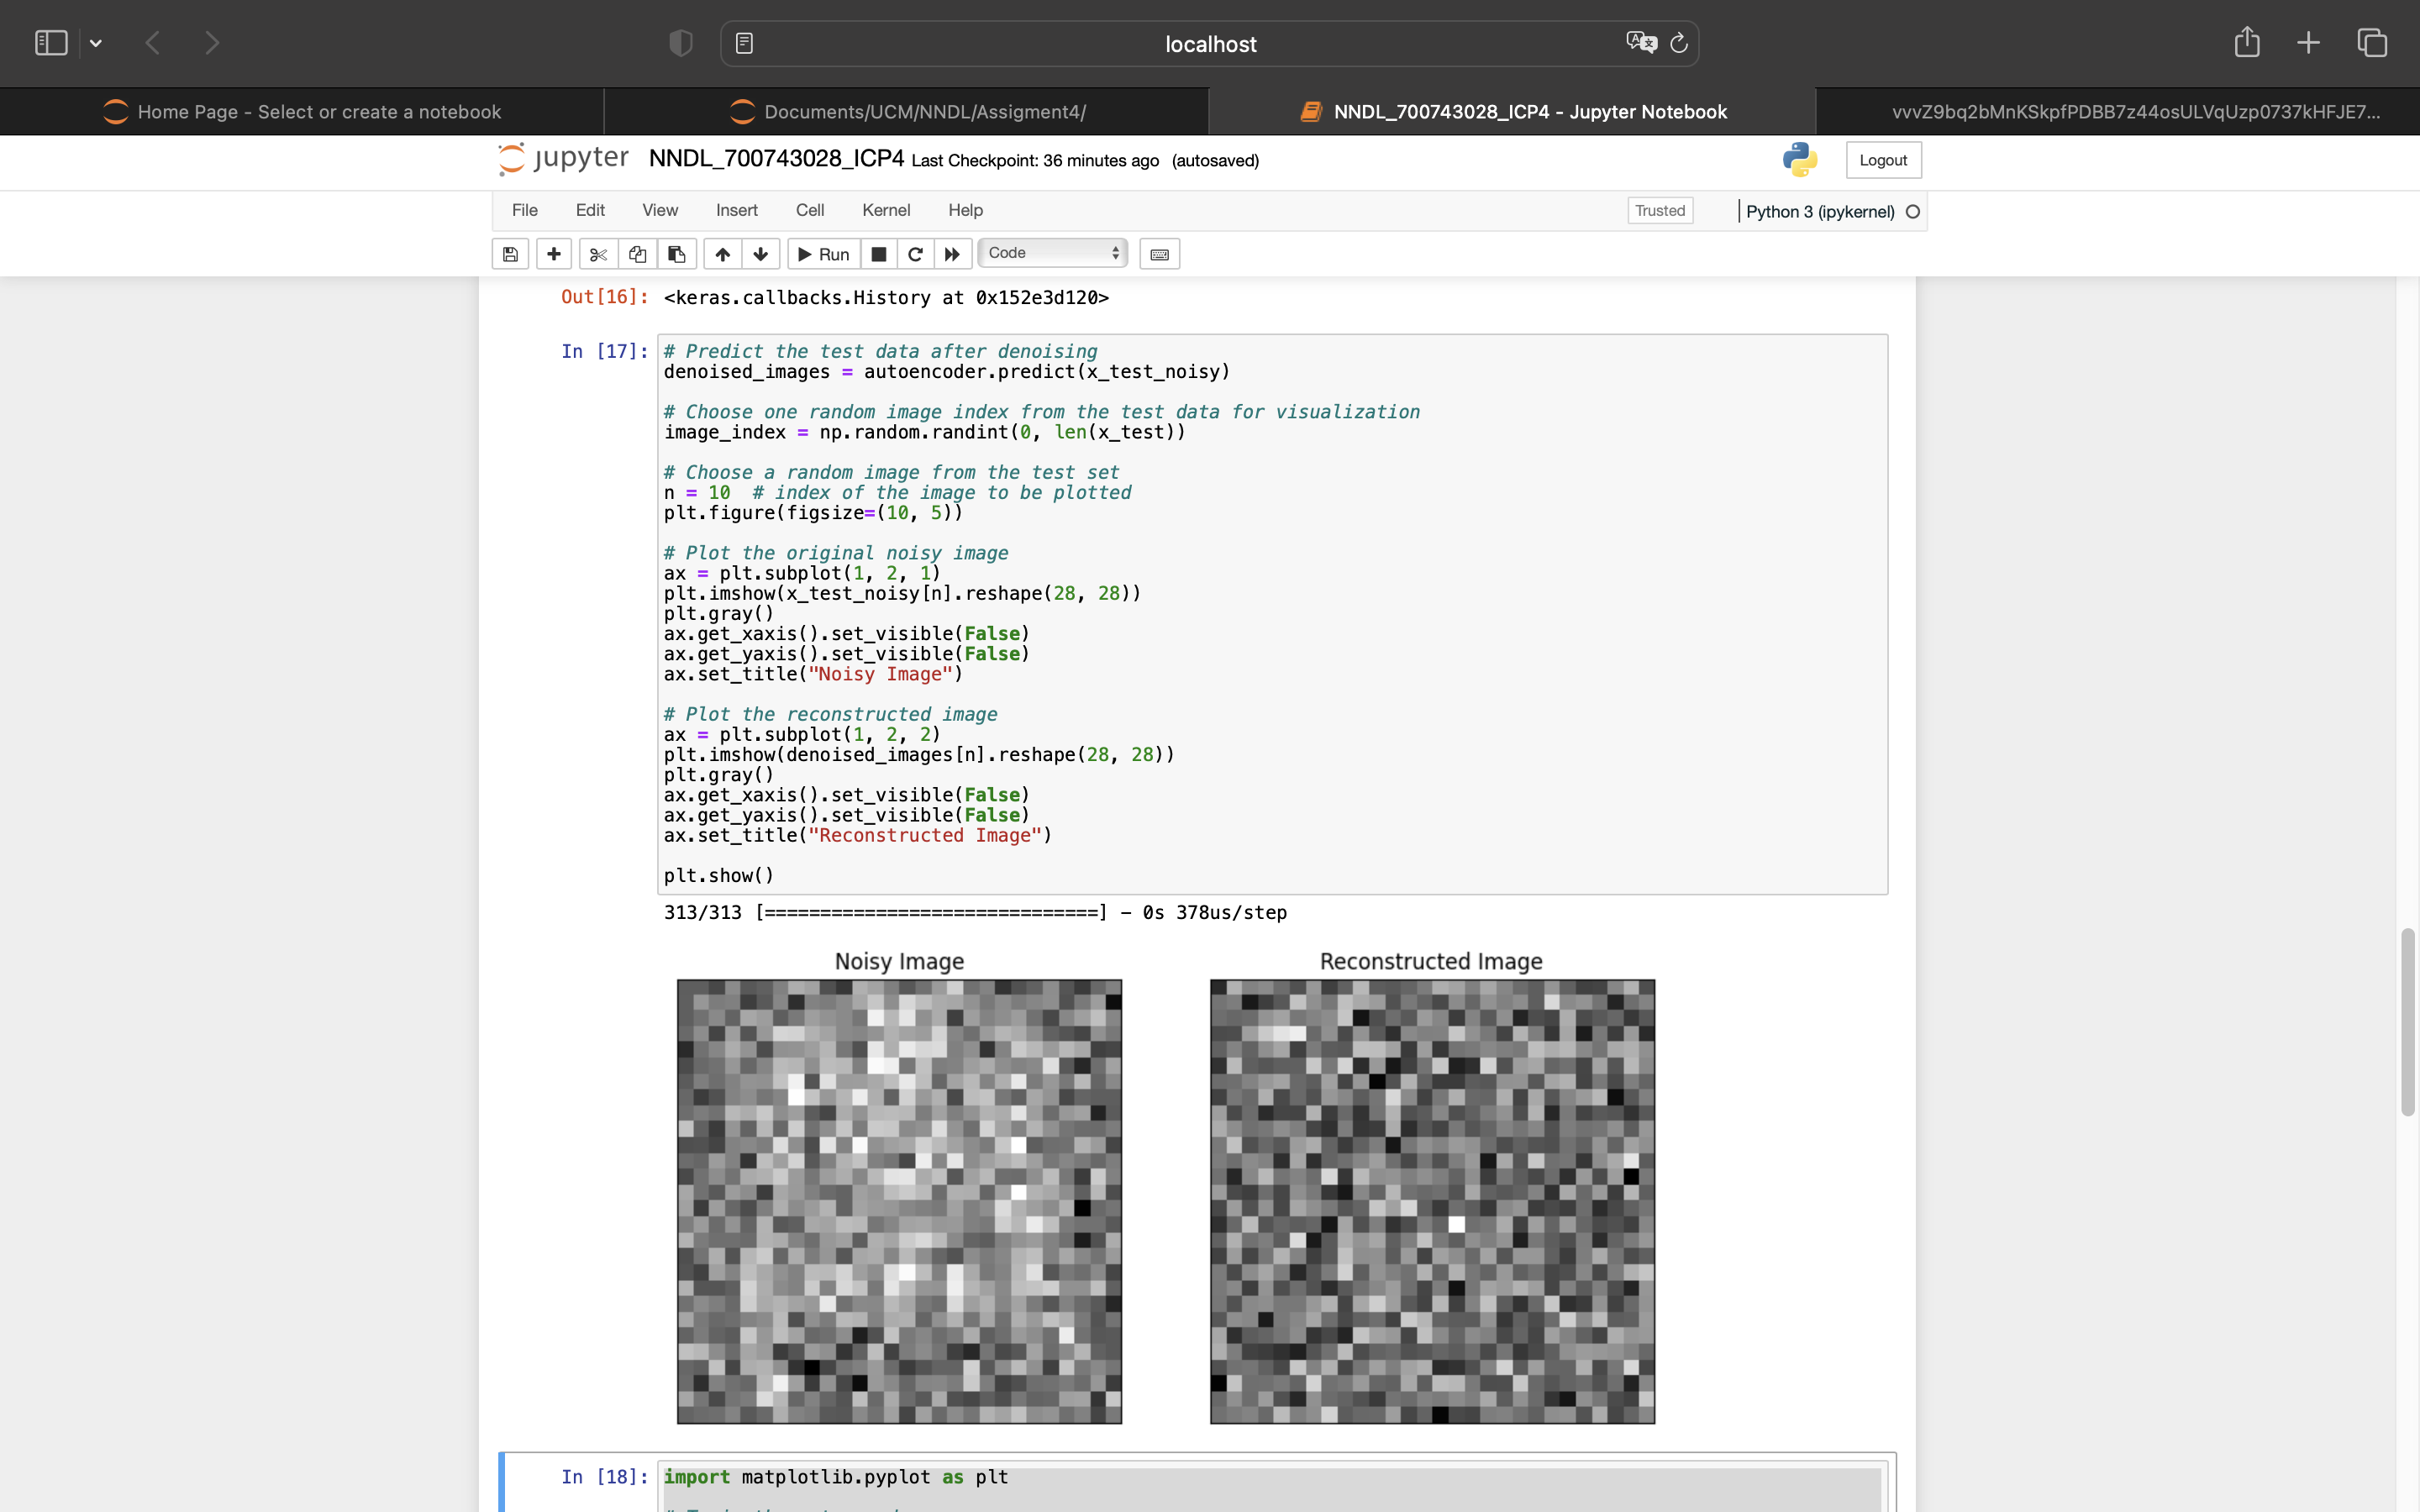 localhost
Home Page - Select or create a notebook
Documents/UCM/NNDL/Assigment4/
NNDL_700743028_ICP4 - Jupyter Notebook
vvvZ9bq2bMnKSkpfPDBB7z44osULVqUzp0737kHFJE7...
jupyter NNDL_700743028_ICP4 Last Checkpoint: 36 minutes ago (autosaved)
Logout
File Edit View Insert Cell Kernel Help
Trusted
Python 3 (ipykernel)
Run
Code
Out[16]: <keras.callbacks.History at 0x152e3d120>
In [17]: # Predict the test data after denoising
denoised_images = autoencoder.predict(x_test_noisy)
# Choose one random image index from the test data for visualization
image_index = np.random.randint(0, len(x_test))
# Choose a random image from the test set
n = 10  # index of the image to be plotted
plt.figure(figsize=(10, 5))
# Plot the original noisy image
ax = plt.subplot(1, 2, 1)
plt.imshow(x_test_noisy[n].reshape(28, 28))
plt.gray()
ax.get_xaxis().set_visible(False)
ax.get_yaxis().set_visible(False)
ax.set_title("Noisy Image")
# Plot the reconstructed image
ax = plt.subplot(1, 2, 2)
plt.imshow(denoised_images[n].reshape(28, 28))
plt.gray()
ax.get_xaxis().set_visible(False)
ax.get_yaxis().set_visible(False)
ax.set_title("Reconstructed Image")
plt.show()
313/313 [==============================] - 0s 378us/step
Noisy Image
Reconstructed Image
In [18]: import matplotlib.pyplot as plt